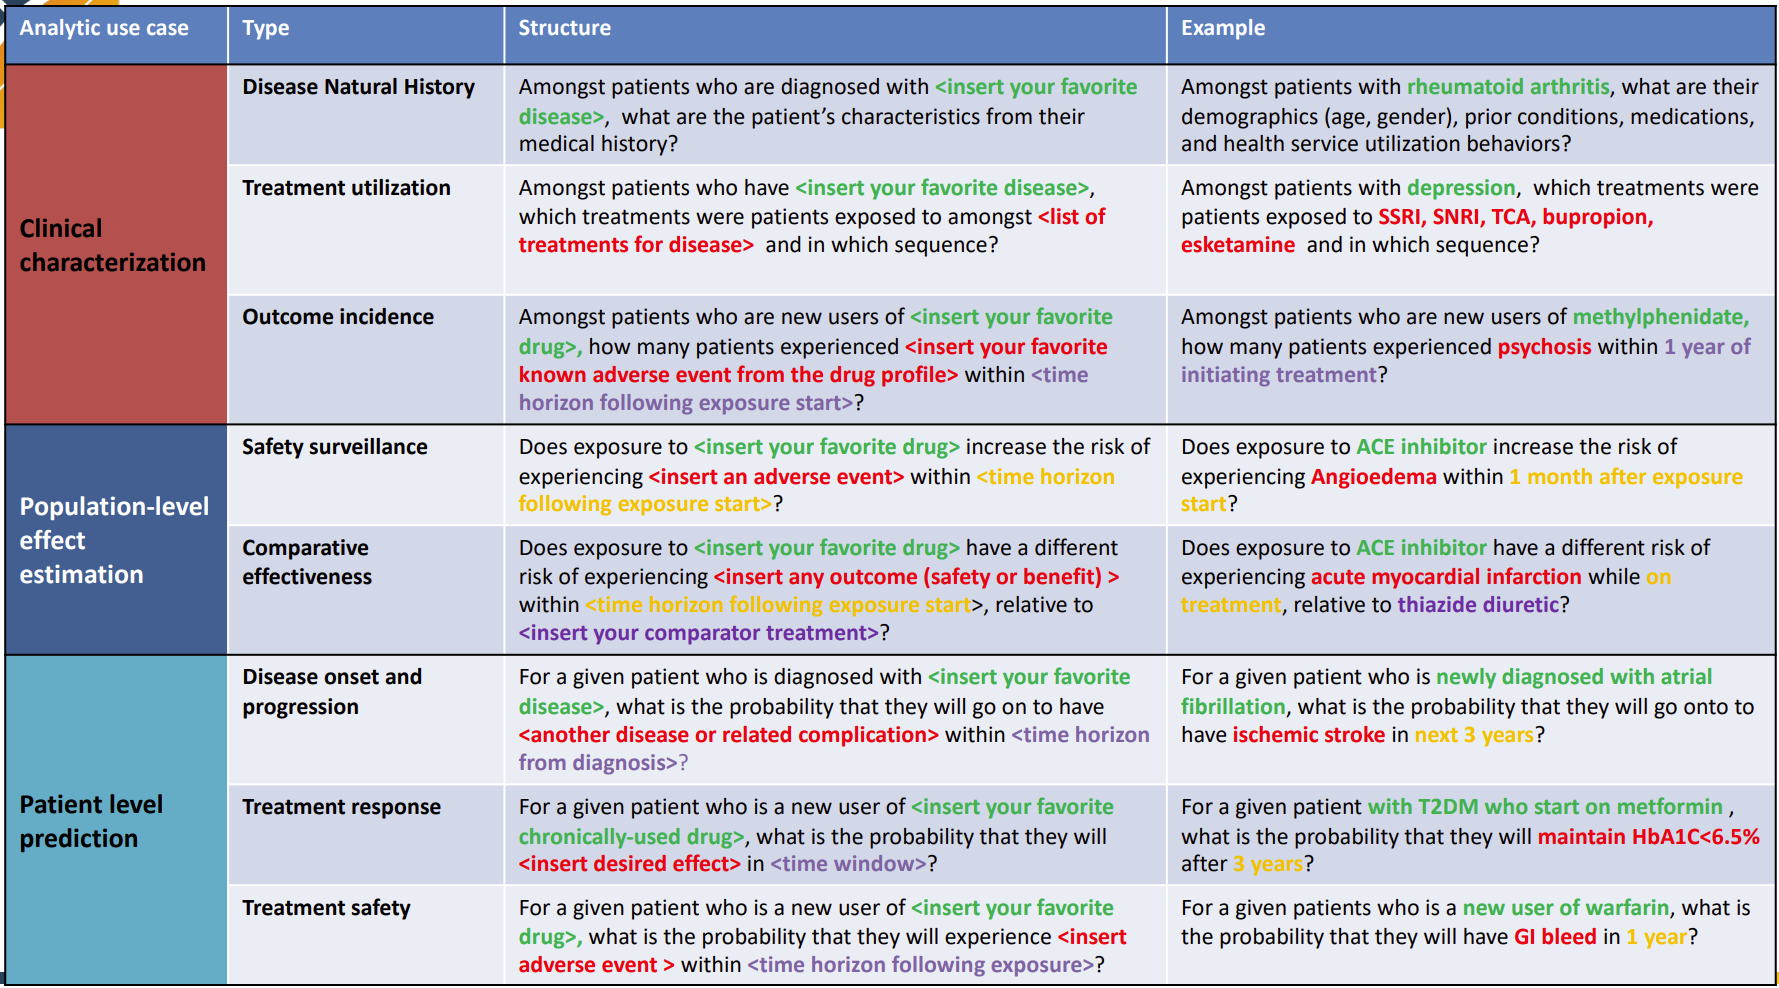 Analytic use case
Type
Structure
Example
Clinical
characterization
Disease Natural History
Amongst patients who are diagnosed with <insert your favorite
disease>, what are the patient’s characteristics from their
medical history?
Amongst patients with rheumatoid arthritis, what are their
demographics (age, gender), prior conditions, medications,
and health service utilization behaviors?
Treatment utilization
Amongst patients who have <insert your favorite disease>,
which treatments were patients exposed to amongst <list of
treatments for disease> and in which sequence?
Amongst patients with depression, which treatments were
patients exposed to SSRI, SNRI, TCA, bupropion,
esketamine and in which sequence?
Outcome incidence
Amongst patients who are new users of <insert your favorite
drug>, how many patients experienced <insert your favorite
known adverse event from the drug profile> within <time
horizon following exposure start>?
Amongst patients who are new users of methylphenidate,
how many patients experienced psychosis within 1 year of
initiating treatment?
Population-level
effect
estimation
Safety surveillance
Does exposure to <insert your favorite drug> increase the risk of
experiencing <insert an adverse event> within <time horizon
following exposure start>?
Does exposure to ACE inhibitor increase the risk of
experiencing Angioedema within 1 month after exposure
start?
Comparative
effectiveness
Does exposure to <insert your favorite drug> have a different
risk of experiencing <insert any outcome (safety or benefit) >
within <time horizon following exposure start>, relative to
<insert your comparator treatment>?
Does exposure to ACE inhibitor have a different risk of
experiencing acute myocardial infarction while on
treatment, relative to thiazide diuretic?
Patient level
prediction
Disease onset and
progression
For a given patient who is diagnosed with <insert your favorite
disease>, what is the probability that they will go on to have
<another disease or related complication> within <time horizon
from diagnosis>?
For a given patient who is newly diagnosed with atrial
fibrillation, what is the probability that they will go onto to
have ischemic stroke in next 3 years?
Treatment response
For a given patient who is a new user of <insert your favorite
chronically-used drug>, what is the probability that they will
<insert desired effect> in <time window>?
For a given patient with T2DM who start on metformin ,
what is the probability that they will maintain HbA1C<6.5%
after 3 years?
Treatment safety
For a given patient who is a new user of <insert your favorite
drug>, what is the probability that they will experience <insert
adverse event > within <time horizon following exposure>?
For a given patients who is a new user of warfarin, what is
the probability that they will have GI bleed in 1 year?